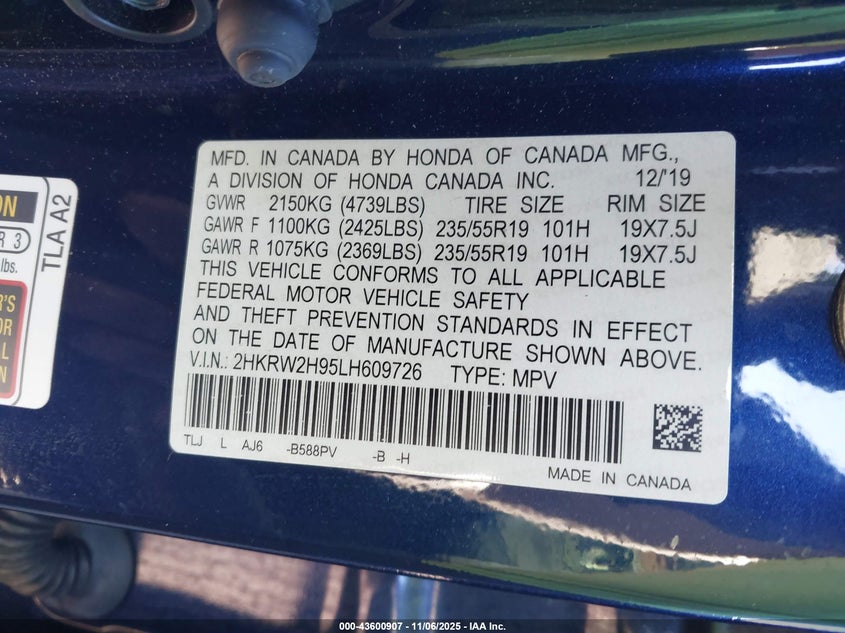 ON
R 3
lbs.
R'S
OR
L
N
TLA A2
MFD. IN CANADA BY HONDA OF CANADA MFG.,
A DIVISION OF HONDA CANADA INC. 12/'19
GVWR 2150KG (4739LBS) TIRE SIZE RIM SIZE
GAWR F 1100KG (2425LBS) 235/55R19 101H 19X7.5J
GAWR R 1075KG (2369LBS) 235/55R19 101H 19X7.5J
THIS VEHICLE CONFORMS TO ALL APPLICABLE
FEDERAL MOTOR VEHICLE SAFETY
AND THEFT PREVENTION STANDARDS IN EFFECT
ON THE DATE OF MANUFACTURE SHOWN ABOVE.
V.I.N.: 2HKRW2H95LH609726 TYPE: MPV
TLJ L AJ6 -B588PV -B -H
MADE IN CANADA
000-43600907 - 11/06/2025 - IAA Inc.